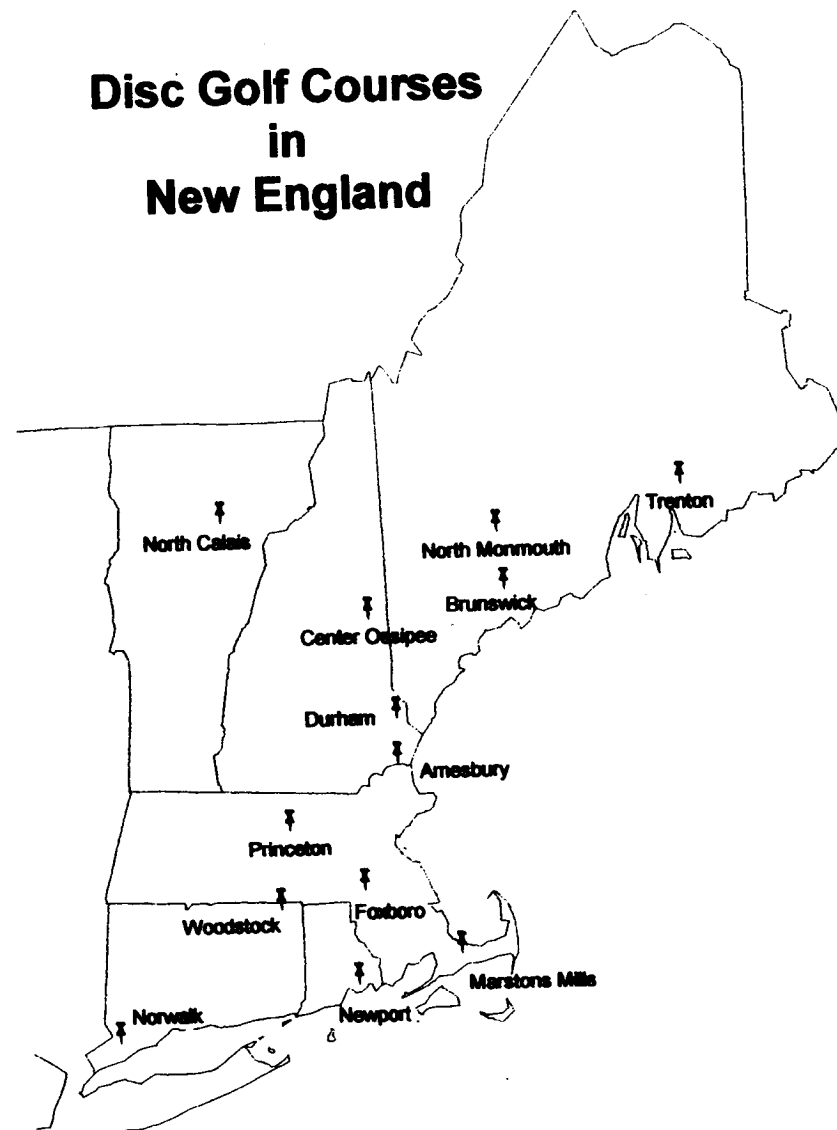 Disc Golf Courses
in
New England
Trenton
North Calais
North Monmouth
Brunswick
Center Ossipee
Durham
Amesbury
Princeton
Foxboro
Woodstock
Marstons Mills
Norwalk
Newport